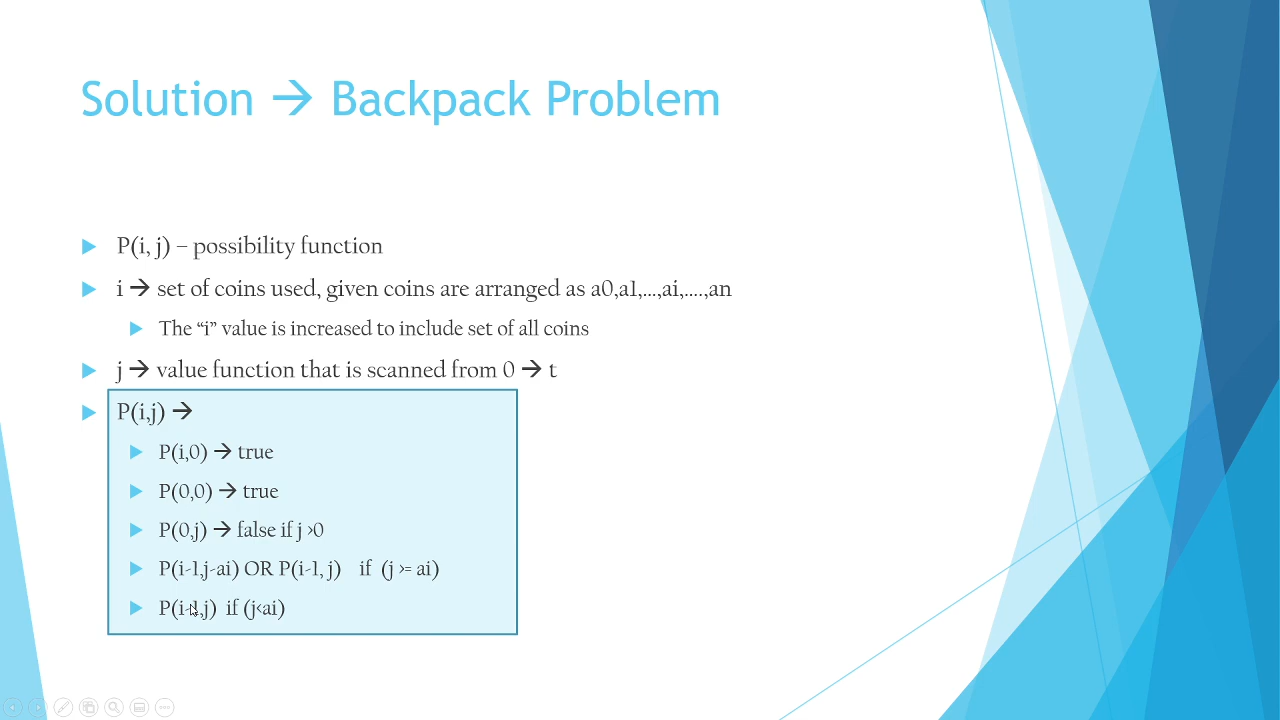 Solution → Backpack Problem
P(i, j) – possibility function
i → set of coins used, given coins are arranged as a0,a1,...,ai,....,an
The “i” value is increased to include set of all coins
j → value function that is scanned from 0 → t
P(i,j) →
P(i,0) → true
P(0,0) → true
P(0,j) → false if j >0
P(i-1,j-ai) OR P(i-1, j) if (j >= ai)
P(i-1,j) if (j<ai)